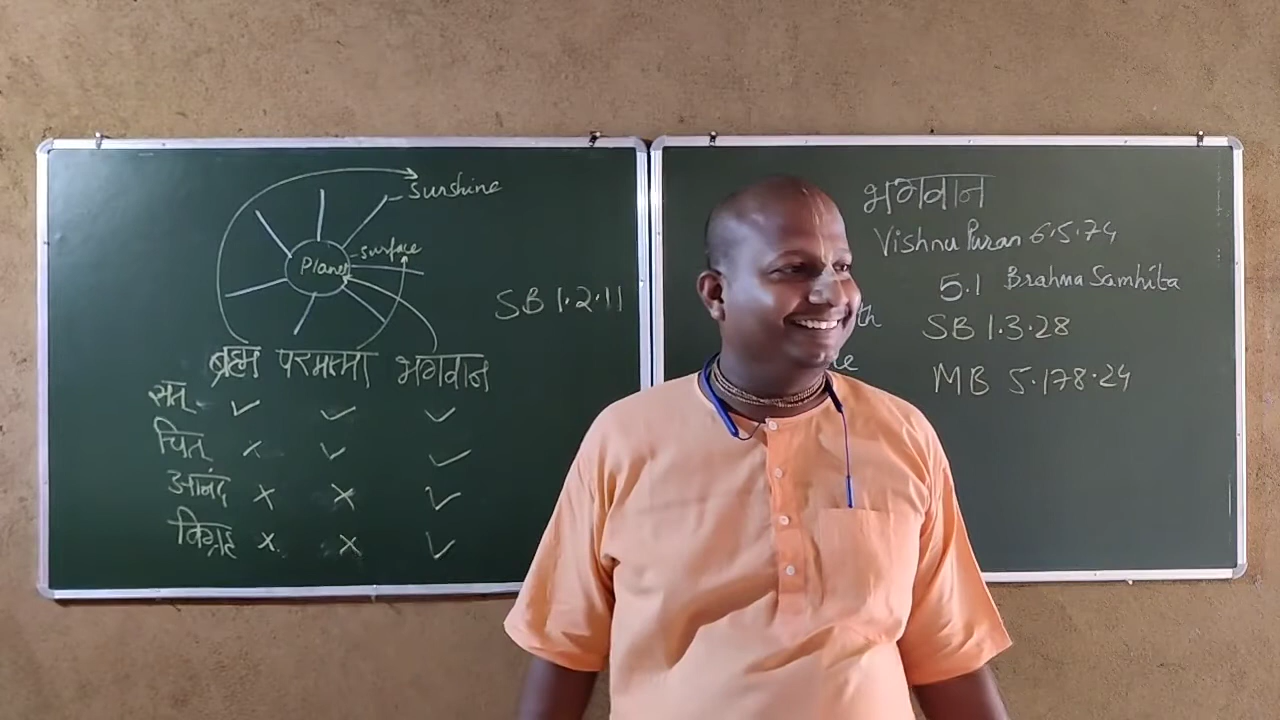 Sunshine
surface
Planet
SB 1.2.11
ब्रह्म परमात्मा भगवान
सत् ✓ ✓ ✓
चित् x ✓ ✓
आनंद x x ✓
विग्रह x x ✓
भगवान
Vishnu Puran 6.5.74
5.1 Brahma Samhita
SB 1.3.28
MB 5.178.24